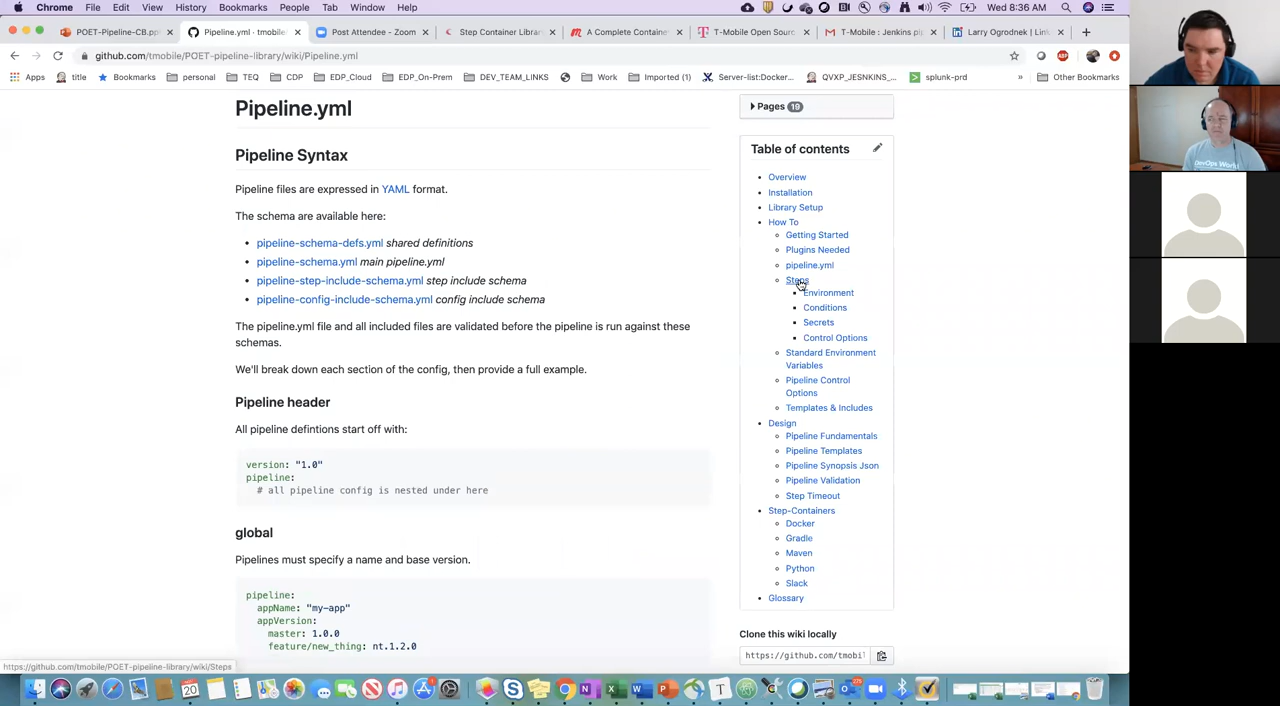 Chrome File Edit View History Bookmarks People Tab Window Help Wed 8:36 AM
POET-Pipeline-CB.pp
Pipeline.yml · tmobile
Post Attendee - Zoom
Step Container Librar
A Complete Container
T-Mobile Open Sourc
T-Mobile : Jenkins pip
Larry Ogrodnek | Link
github.com/tmobile/POET-pipeline-library/wiki/Pipeline.yml
ABP
Apps title Bookmarks personal TEQ CDP EDP_Cloud EDP_On-Prem DEV_TEAM_LINKS Work Imported (1) Server-list:Docker... QVXP_JESNKINS_... splunk-prd » Other Bookmarks
Pipeline.yml
Pipeline Syntax
Pipeline files are expressed in YAML format.
The schema are available here:
• pipeline-schema-defs.yml shared definitions
• pipeline-schema.yml main pipeline.yml
• pipeline-step-include-schema.yml step include schema
• pipeline-config-include-schema.yml config include schema
The pipeline.yml file and all included files are validated before the pipeline is run against these
schemas.
We'll break down each section of the config, then provide a full example.
Pipeline header
All pipeline defintions start off with:
version: "1.0"
pipeline:
# all pipeline config is nested under here
global
Pipelines must specify a name and base version.
pipeline:
appName: "my-app"
appVersion:
master: 1.0.0
feature/new_thing: nt.1.2.0
https://github.com/tmobile/POET-pipeline-library/wiki/Steps
Pages 19
Table of contents
Overview
Installation
Library Setup
How To
Getting Started
Plugins Needed
pipeline.yml
Steps
Environment
Conditions
Secrets
Control Options
Standard Environment
Variables
Pipeline Control
Options
Templates & Includes
Design
Pipeline Fundamentals
Pipeline Templates
Pipeline Synopsis Json
Pipeline Validation
Step Timeout
Step-Containers
Docker
Gradle
Maven
Python
Slack
Glossary
Clone this wiki locally
https://github.com/tmobil
DevOps World
20